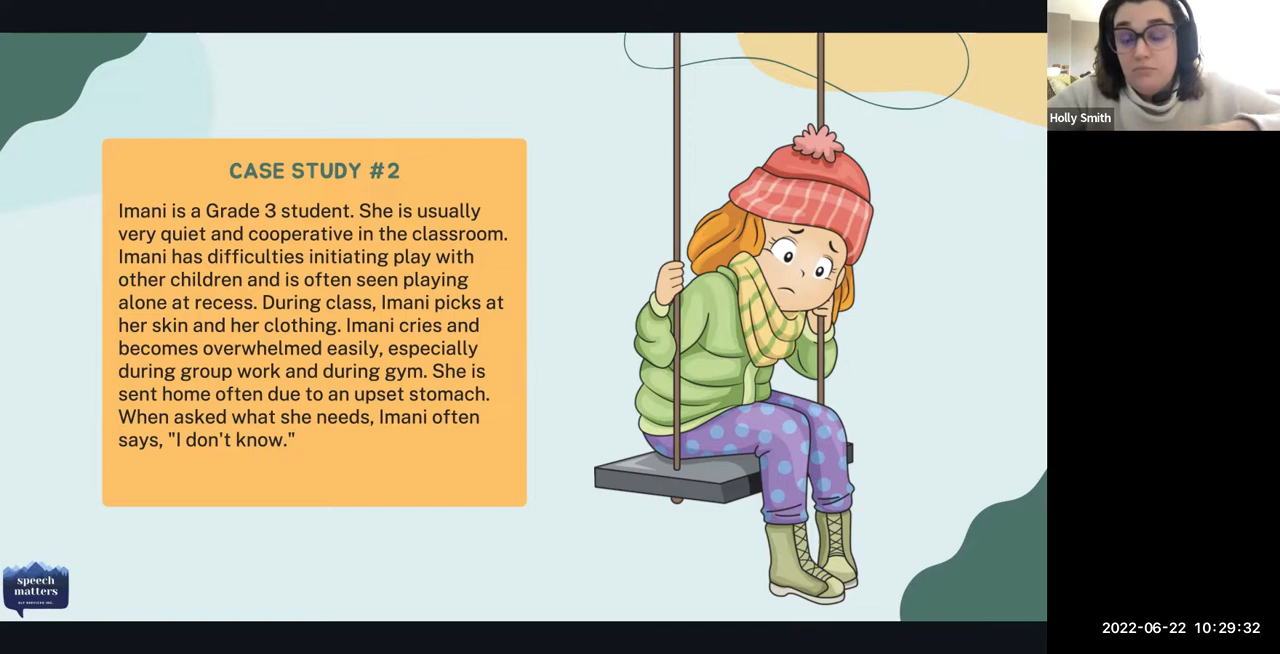 CASE STUDY #2
Imani is a Grade 3 student. She is usually
very quiet and cooperative in the classroom.
Imani has difficulties initiating play with
other children and is often seen playing
alone at recess. During class, Imani picks at
her skin and her clothing. Imani cries and
becomes overwhelmed easily, especially
during group work and during gym. She is
sent home often due to an upset stomach.
When asked what she needs, Imani often
says, "I don't know."
speech
matters
SLP SERVICES INC.
Holly Smith
2022-06-22 10:29:32